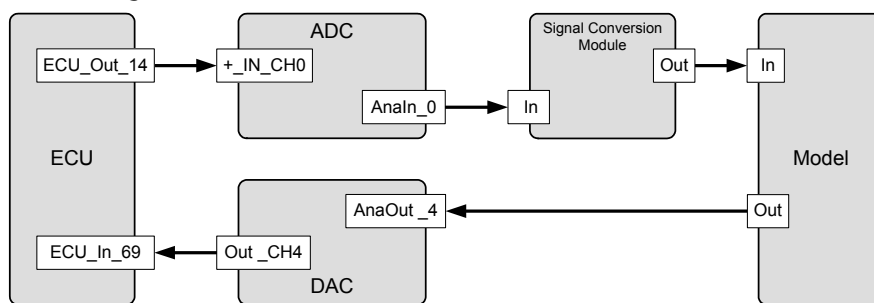 ADC
Signal Conversion
Module
ECU_Out_14
+_IN_CH0
Out
In
AnaIn_0
In
ECU
Model
AnaOut _4
Out
ECU_In_69
Out _CH4
DAC